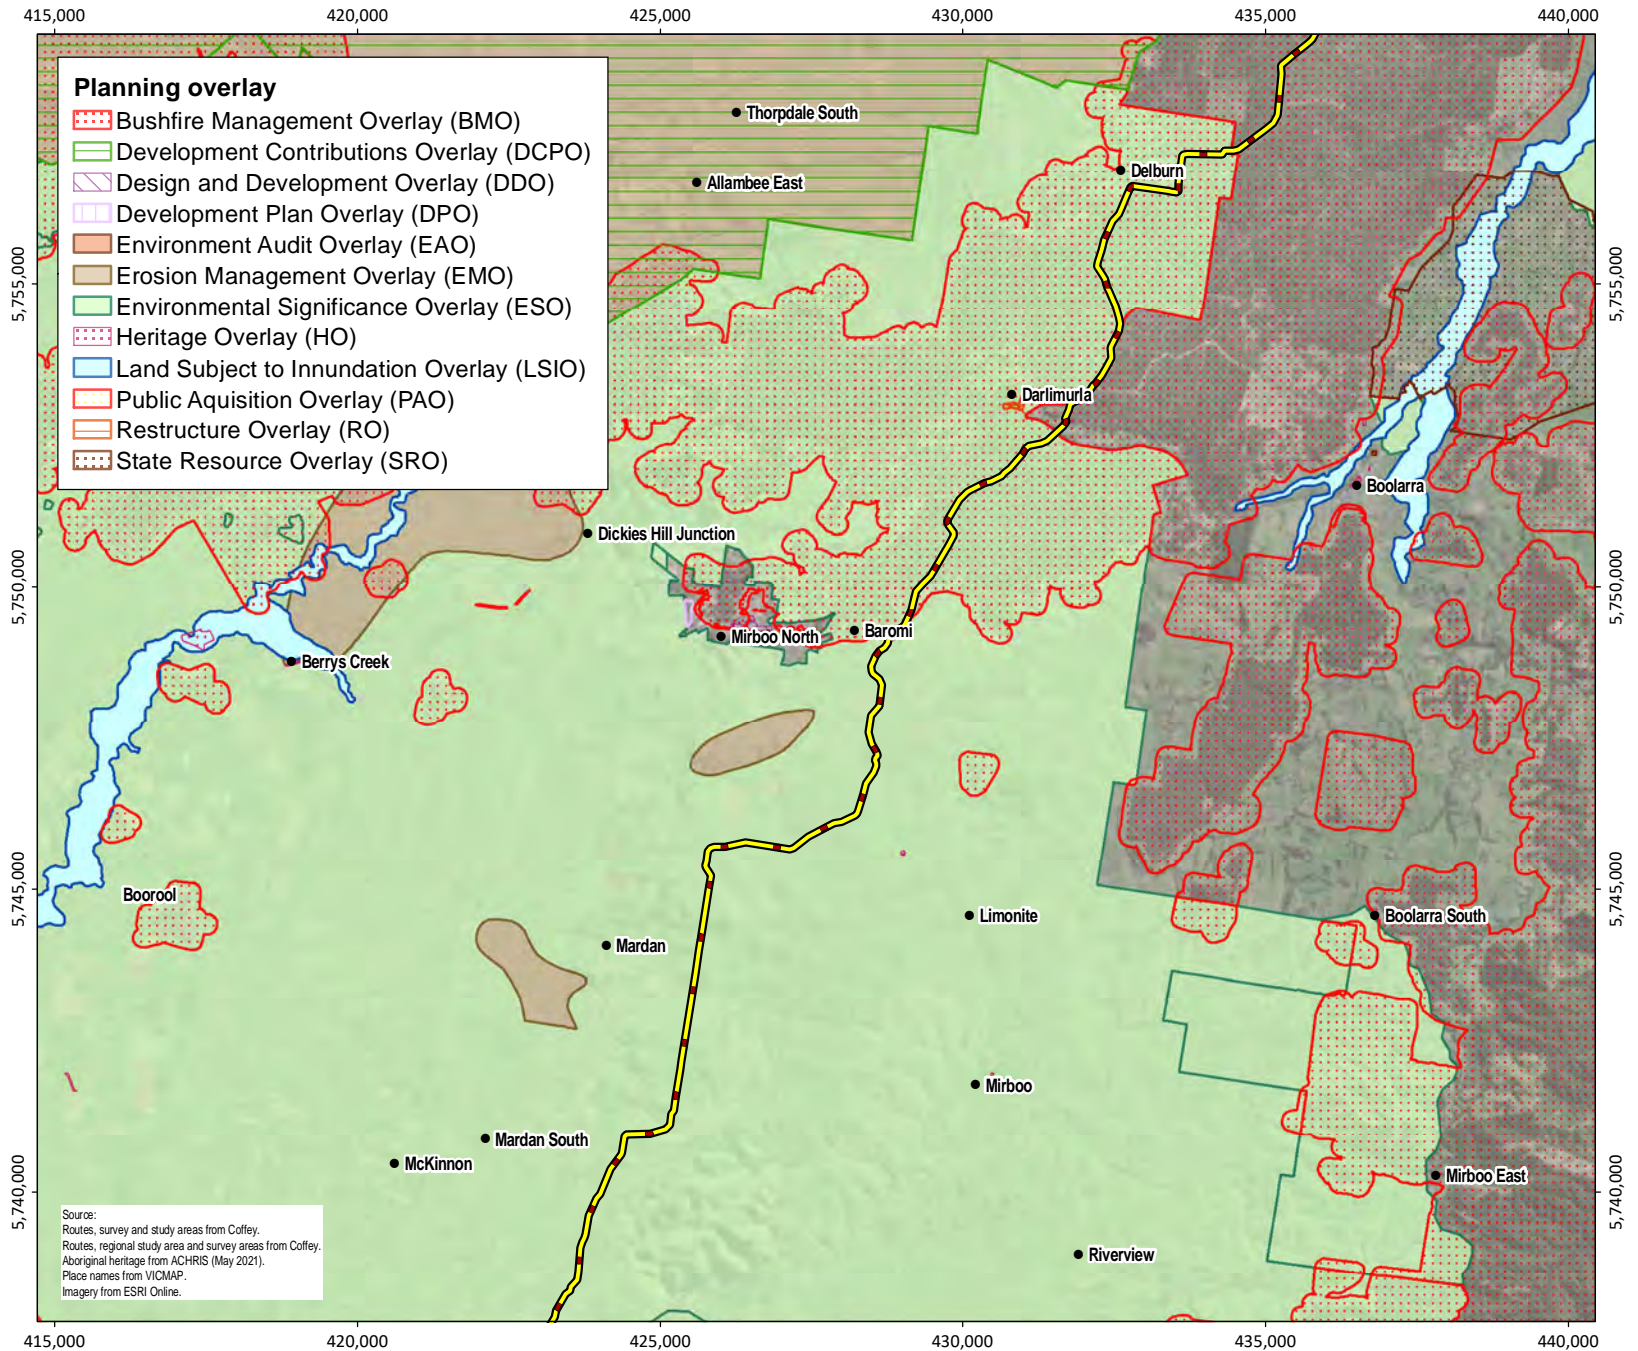 415,000 420,000 425,000 430,000 435,000 440,000
Planning overlay
Bushfire Management Overlay (BMO)
Development Contributions Overlay (DCPO)
Design and Development Overlay (DDO)
Development Plan Overlay (DPO)
Environment Audit Overlay (EAO)
Erosion Management Overlay (EMO)
Environmental Significance Overlay (ESO)
Heritage Overlay (HO)
Land Subject to Innundation Overlay (LSIO)
Public Aquisition Overlay (PAO)
Restructure Overlay (RO)
State Resource Overlay (SRO)
Thorpdale South
Delburn
Allambee East
5,755,000
5,755,000
Darlimurla
Boolarra
Dickies Hill Junction
5,750,000
5,750,000
Baromi
Mirboo North
Berrys Creek
5,745,000
5,745,000
Boorool
Limonite
Boolarra South
Mardan
Mirboo
Mardan South
McKinnon
Mirboo East
5,740,000
5,740,000
Riverview
Source:
Routes, survey and study areas from Coffey.
Routes, regional study area and survey areas from Coffey.
Aboriginal heritage from ACHRIS (May 2021).
Place names from VICMAP.
Imagery from ESRI Online.
415,000 420,000 425,000 430,000 435,000 440,000